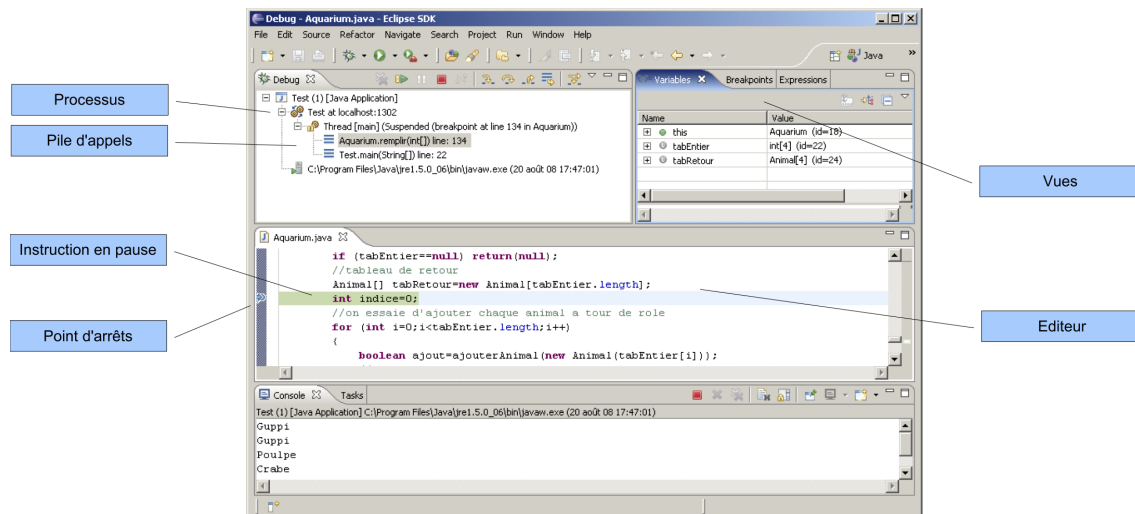 Debug - Aquarium.java - Eclipse SDK
File Edit Source Refactor Navigate Search Project Run Window Help
Java
»
Processus
Pile d'appels
Instruction en pause
Point d'arrêts
Debug
Test (1) [Java Application]
Test at localhost:1302
Thread [main] (Suspended (breakpoint at line 134 in Aquarium))
Aquarium.remplir(int[]) line: 134
Test.main(String[]) line: 22
C:\Program Files\Java\jre1.5.0_06\bin\javaw.exe (20 août 08 17:47:01)
Variables Breakpoints Expressions
Name Value
this Aquarium (id=18)
tabEntier int[4] (id=22)
tabRetour Animal[4] (id=24)
Vues
Editeur
Aquarium.java
if (tabEntier==null) return(null);
//tableau de retour
Animal[] tabRetour=new Animal[tabEntier.length];
int indice=0;
//on essaie d'ajouter chaque animal a tour de role
for (int i=0;i<tabEntier.length;i++)
{
boolean ajout=ajouterAnimal(new Animal(tabEntier[i]));
Console Tasks
Test (1) [Java Application] C:\Program Files\Java\jre1.5.0_06\bin\javaw.exe (20 août 08 17:47:01)
Guppi
Guppi
Poulpe
Crabe